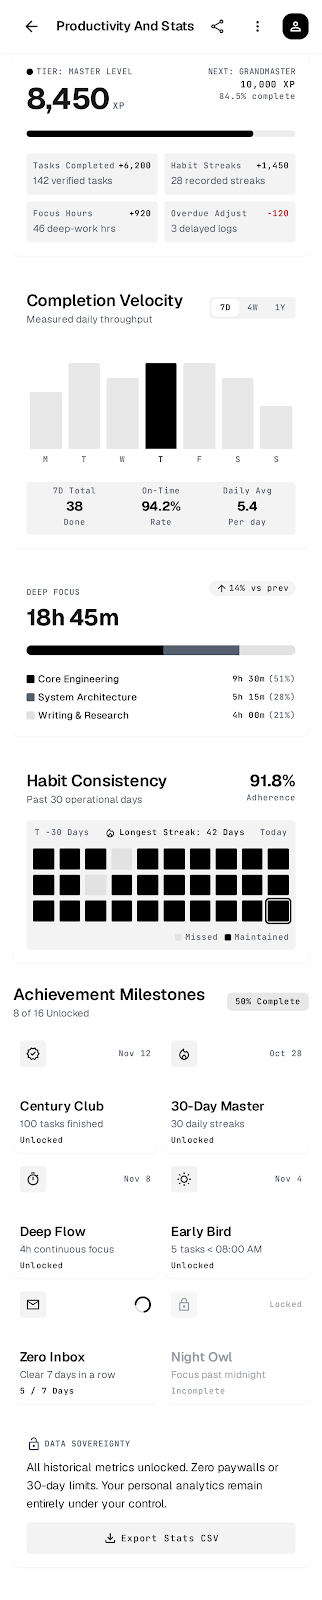 Productivity And Stats
TIER: MASTER LEVEL
NEXT: GRANDMASTER
8,450 XP
10,000 XP
84.5% complete
Tasks Completed +6,200
142 verified tasks
Habit Streaks +1,450
28 recorded streaks
Focus Hours +920
46 deep-work hrs
Overdue Adjust -120
3 delayed logs
Completion Velocity
Measured daily throughput
7D 4W 1Y
M T W T F S S
7D Total On-Time Daily Avg
38 94.2% 5.4
Done Rate Per day
DEEP FOCUS
14% vs prev
18h 45m
Core Engineering 9h 30m (51%)
System Architecture 5h 15m (28%)
Writing & Research 4h 00m (21%)
Habit Consistency
91.8%
Past 30 operational days
Adherence
T -30 Days Longest Streak: 42 Days Today
Missed Maintained
Achievement Milestones
8 of 16 Unlocked
50% Complete
Nov 12
Century Club
100 tasks finished
Unlocked
Oct 28
30-Day Master
30 daily streaks
Unlocked
Nov 8
Deep Flow
4h continuous focus
Unlocked
Nov 4
Early Bird
5 tasks < 08:00 AM
Unlocked
Zero Inbox
Clear 7 days in a row
5 / 7 Days
Locked
Night Owl
Focus past midnight
Incomplete
DATA SOVEREIGNTY
All historical metrics unlocked. Zero paywalls or
30-day limits. Your personal analytics remain
entirely under your control.
Export Stats CSV